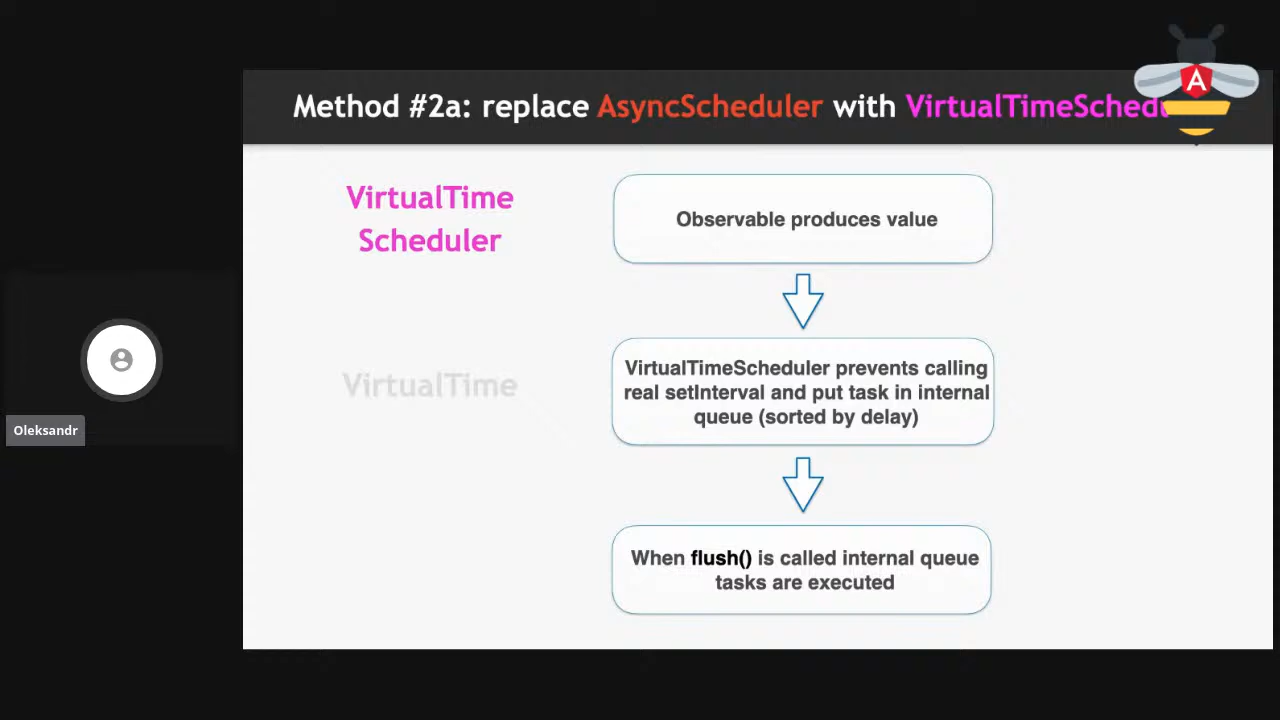 Method #2a: replace AsyncScheduler with VirtualTimeSchedu
VirtualTime
Scheduler
Observable produces value
VirtualTimeScheduler prevents calling
real setInterval and put task in internal
queue (sorted by delay)
VirtualTime
When flush() is called internal queue
tasks are executed
Oleksandr
A